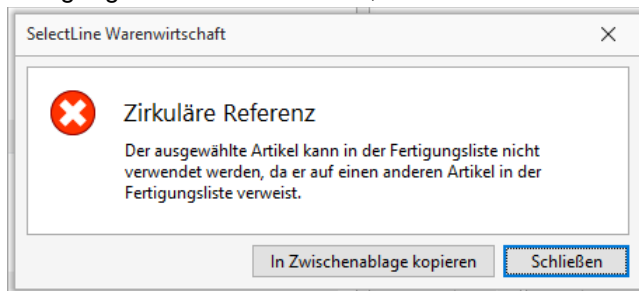 SelectLine Warenwirtschaft
Zirkuläre Referenz
Der ausgewählte Artikel kann in der Fertigungsliste nicht
verwendet werden, da er auf einen anderen Artikel in der
Fertigungsliste verweist.
In Zwischenablage kopieren Schließen